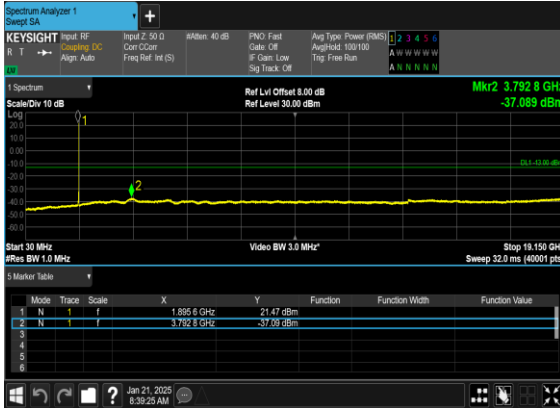 Spectrum Analyzer 1
Swept SA
KEYSIGHT Input: RF Input Z: 50 Ω #Atten: 40 dB PNO: Fast Avg Type: Power (RMS) 1 2 3 4 5 6
R T Coupling: DC Corr CCorr Gate: Off Avg|Hold: 100/100 A W W W W W
Align: Auto Freq Ref: Int (S) IF Gain: Low Trig: Free Run
Sig Track: Off A N N N N N
1 Spectrum Ref Lvl Offset 8.00 dB Mkr2 3.792 8 GHz
Scale/Div 10 dB Ref Level 30.00 dBm -37.089 dBm
Log
20.0 1
10.0
0.00
-10.0 DL1 -13.00 dBm
-20.0
-30.0 2
-40.0
-50.0
-60.0
Start 30 MHz Video BW 3.0 MHz* Stop 19.150 GH
#Res BW 1.0 MHz Sweep 32.0 ms (40001 pts
5 Marker Table
Mode Trace Scale X Y Function Function Width Function Value
1 N 1 f 1.895 6 GHz 21.47 dBm
2 N 1 f 3.792 8 GHz -37.09 dBm
3
4
5
6
? Jan 21, 2025
8:39:25 AM